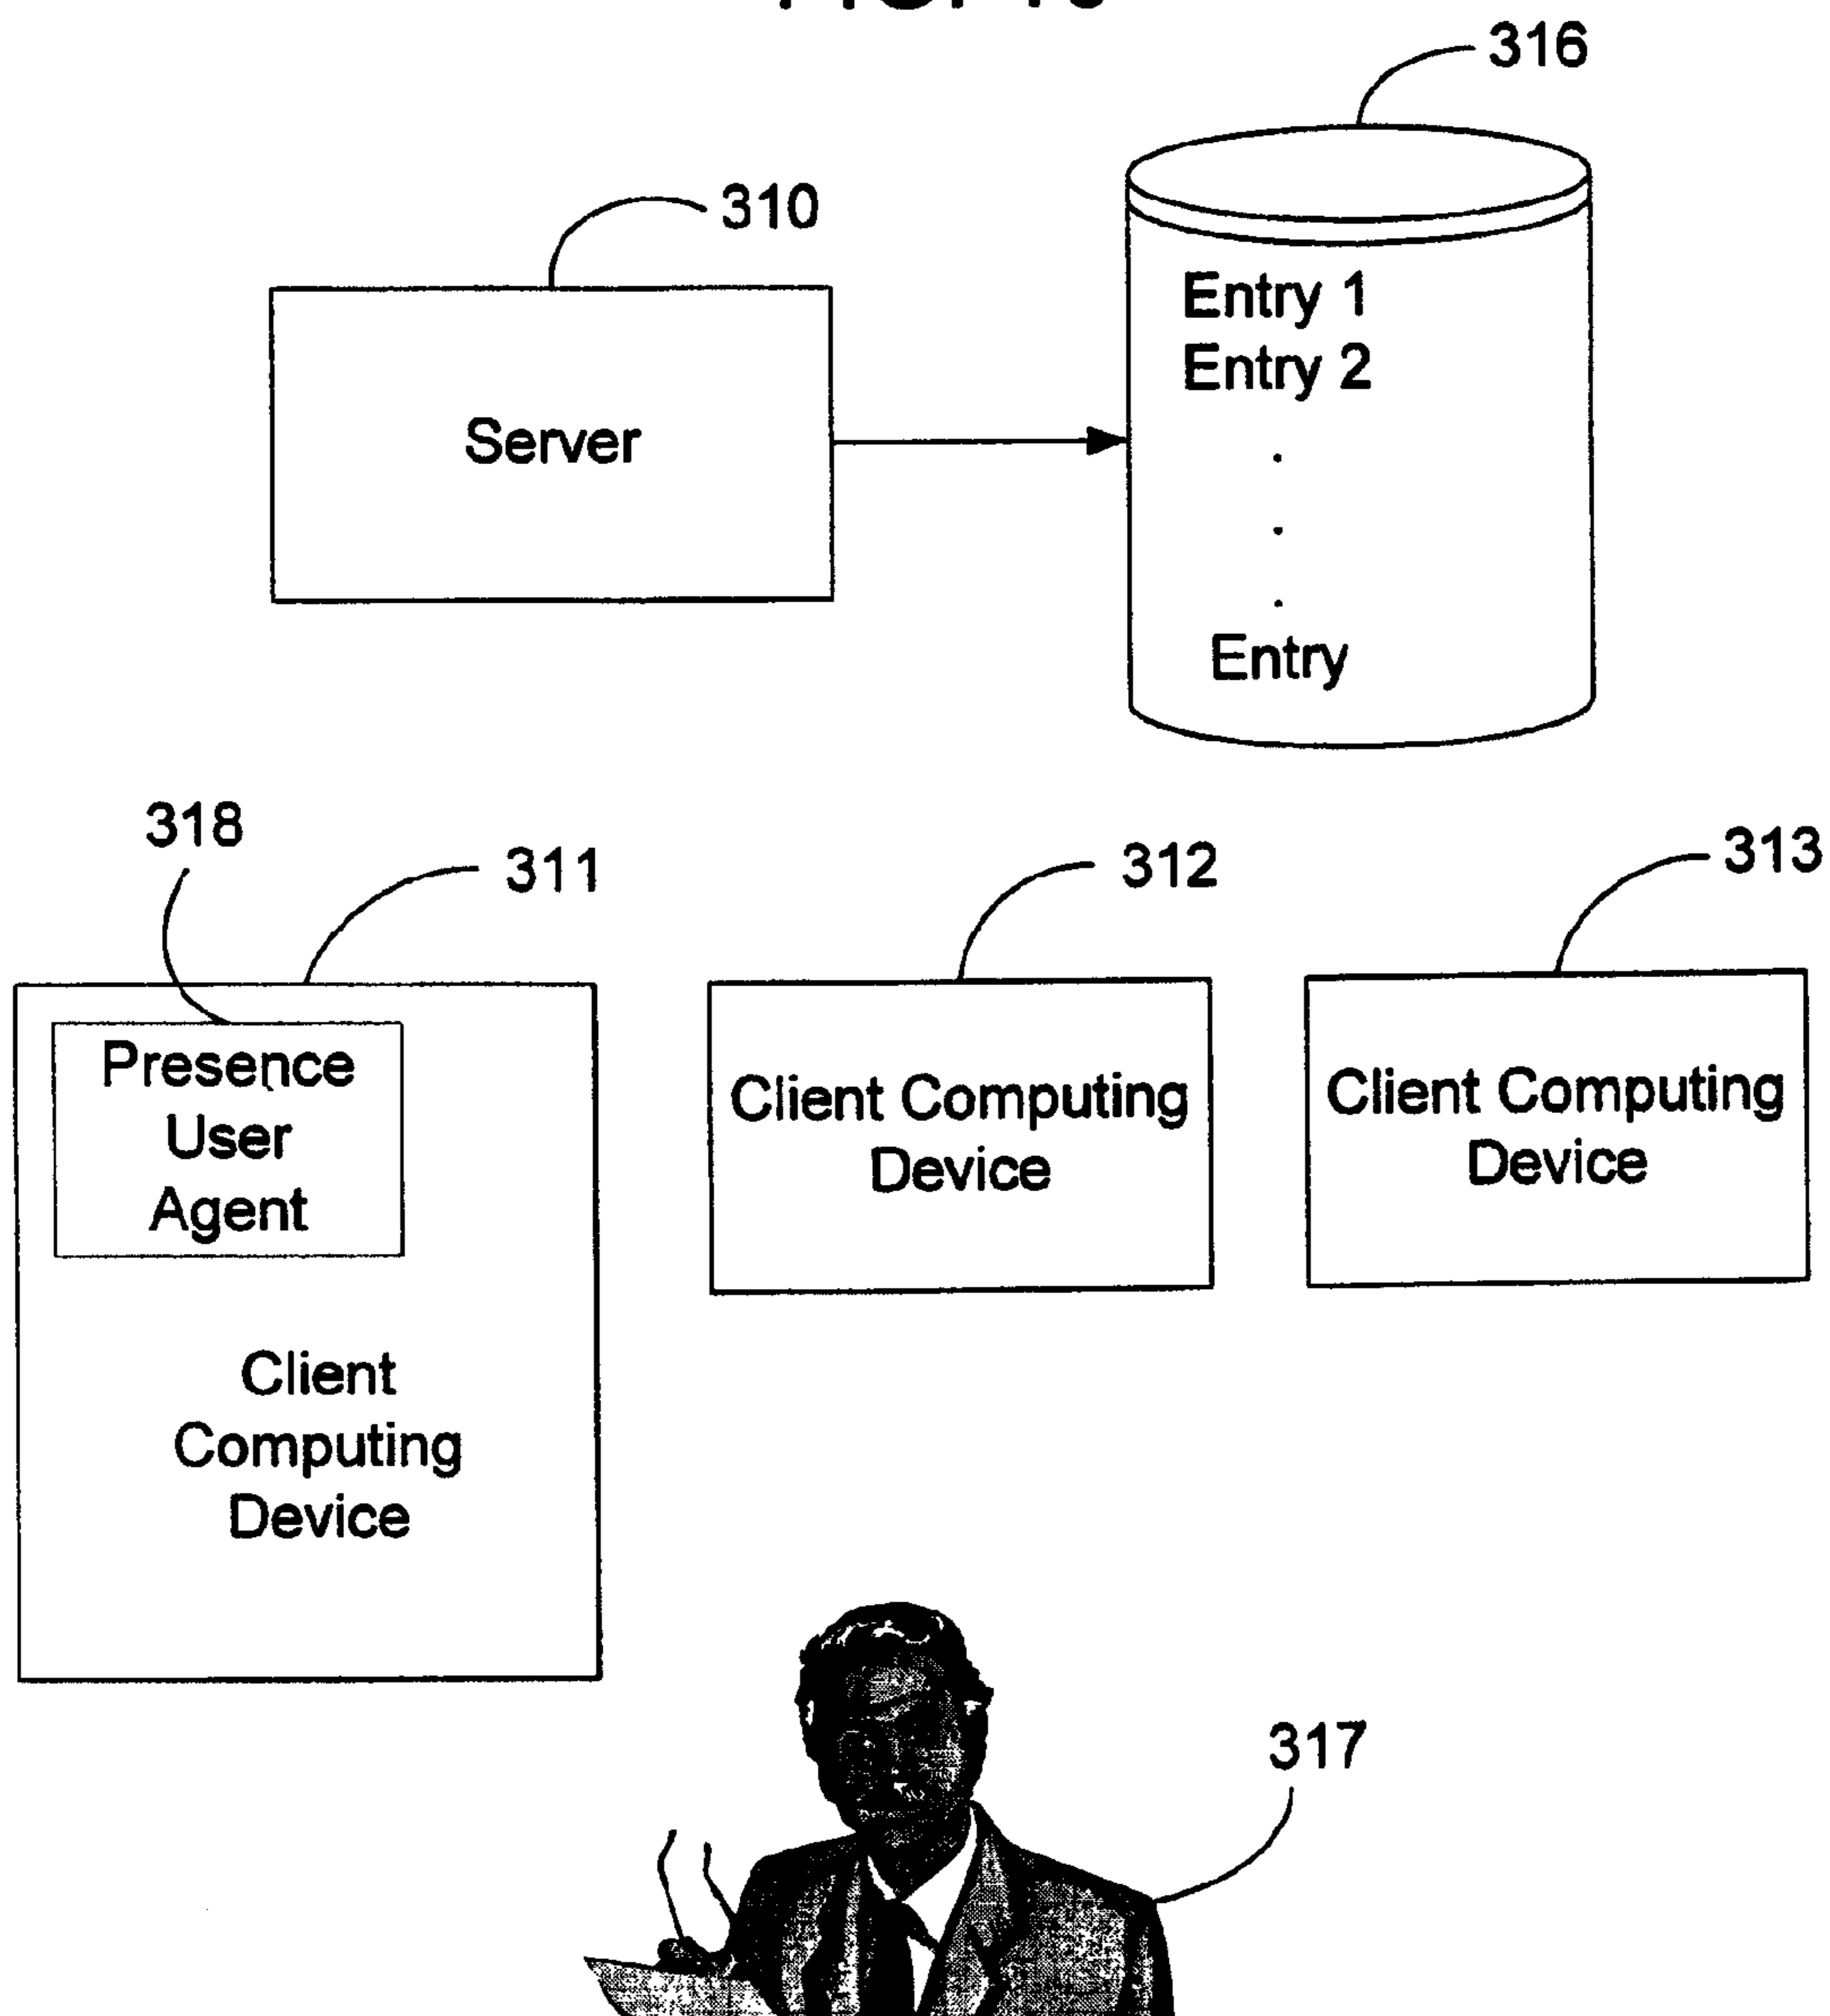 316
310
Entry 1
Entry 2
.
.
.
Entry
Server
318
311
312
313
Presence
User
Agent
Client
Computing
Device
Client Computing
Device
Client Computing
Device
317